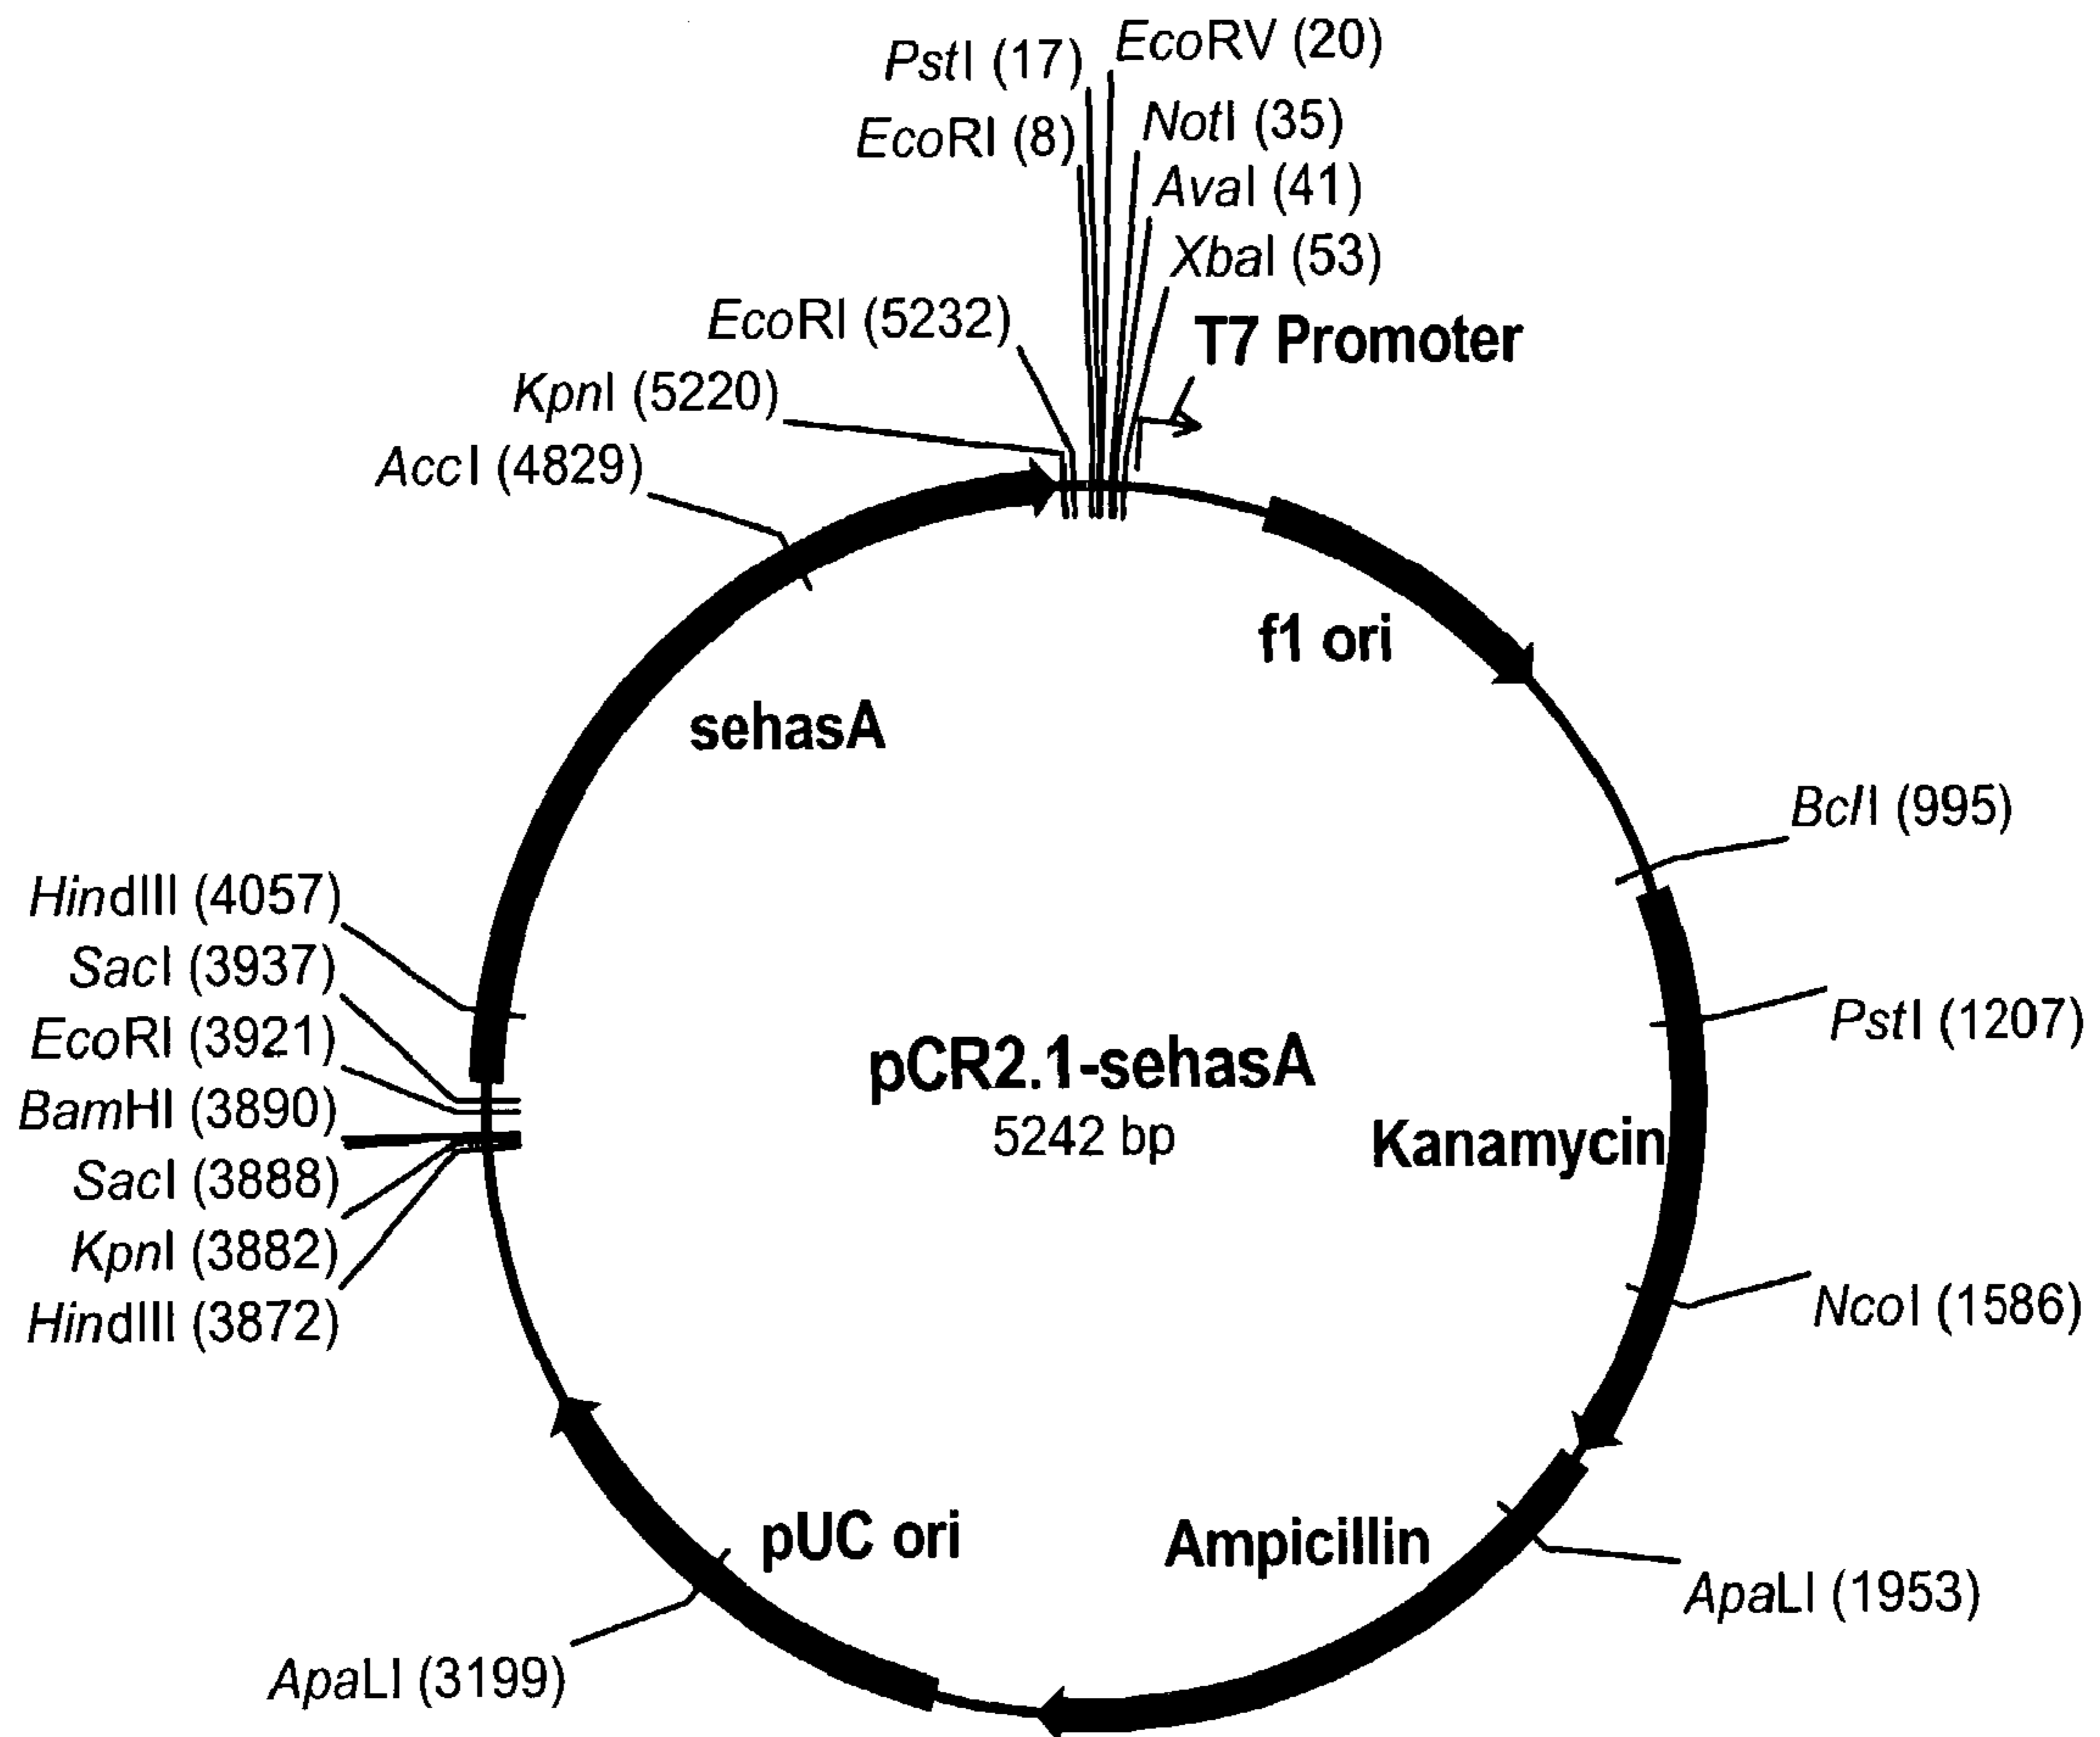 PstI (17)
EcoRV (20)
EcoRI (8)
NotI (35)
AvaI (41)
XbaI (53)
EcoRI (5232)
T7 Promoter
KpnI (5220)
AccI (4829)
f1 ori
sehasA
BclI (995)
HindIII (4057)
SacI (3937)
EcoRI (3921)
BamHI (3890)
SacI (3888)
KpnI (3882)
HindIII (3872)
pCR2.1-sehasA
5242 bp
PstI (1207)
Kanamycin
NcoI (1586)
pUC ori
Ampicillin
ApaLI (1953)
ApaLI (3199)